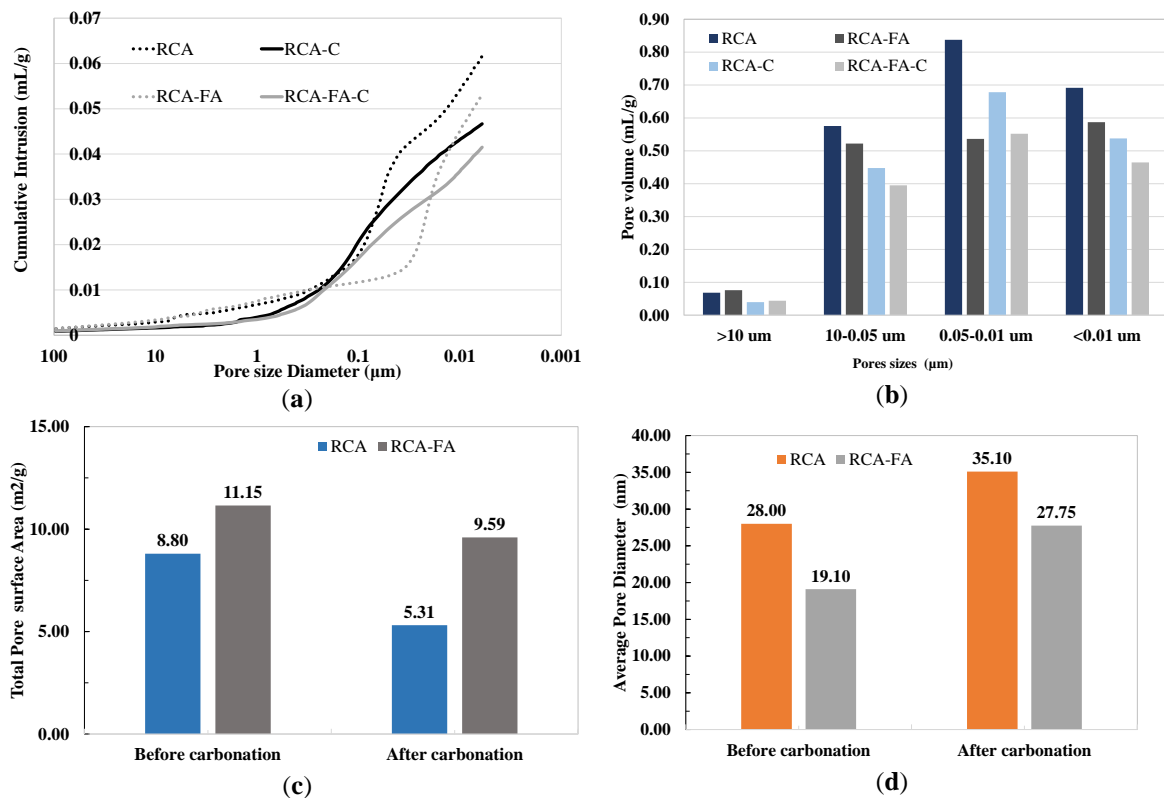 0.07
0.06
0.05
0.04
0.03
0.02
0.01
0
Cumulative Intrusion (mL/g)
RCA
RCA-C
RCA-FA
RCA-FA-C
100
10
1
0.1
0.01
0.001
Pore size Diameter (µm)
(a)
0.90
0.80
0.70
0.60
0.50
0.40
0.30
0.20
0.10
0.00
Pore volume (mL/g)
RCA
RCA-FA
RCA-C
RCA-FA-C
>10 um
10-0.05 um
0.05-0.01 um
<0.01 um
Pores sizes (µm)
(b)
15.00
10.00
5.00
0.00
Total Pore surface Area (m2/g)
RCA
RCA-FA
8.80
11.15
5.31
9.59
Before carbonation
After carbonation
(c)
40.00
35.00
30.00
25.00
20.00
15.00
10.00
5.00
0.00
Average Pore Diameter (nm)
RCA
RCA-FA
28.00
19.10
35.10
27.75
Before carbonation
After carbonation
(d)